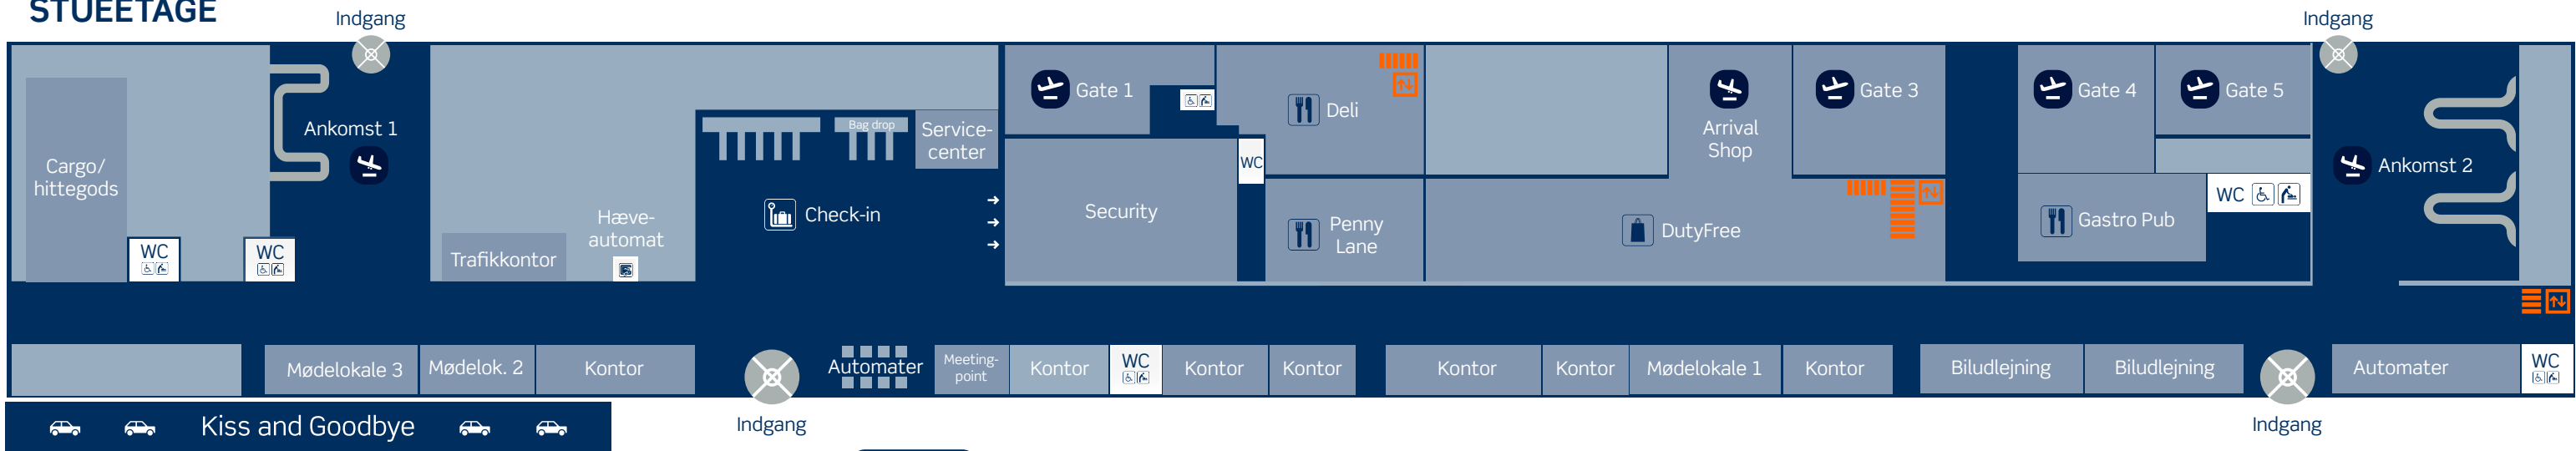 STUEETAGE
Indgang
Indgang
Gate 1
Deli
Gate 3
Gate 4
Gate 5
Ankomst 1
Bag drop
Service-
center
Arrival
Shop
Cargo/
hittegods
WC
Ankomst 2
Hæve-
automat
Check-in
Security
Penny
Lane
DutyFree
Gastro Pub
WC
Trafikkontor
WC
WC
Mødelokale 3
Mødelok. 2
Kontor
Automater
Meeting-
point
Kontor
WC
Kontor
Kontor
Kontor
Kontor
Mødelokale 1
Kontor
Biludlejning
Biludlejning
Automater
WC
Indgang
Indgang
Kiss and Goodbye